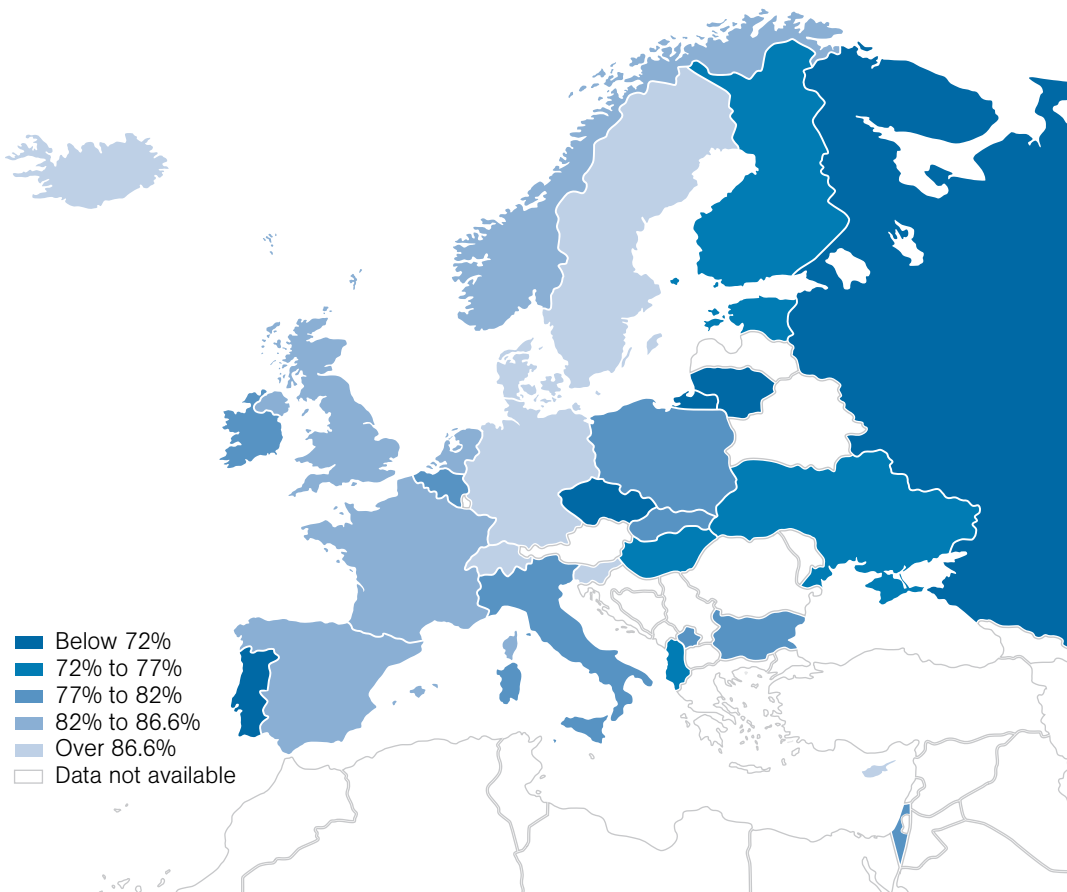 Below 72%
72% to 77%
77% to 82%
82% to 86.6%
Over 86.6%
Data not available